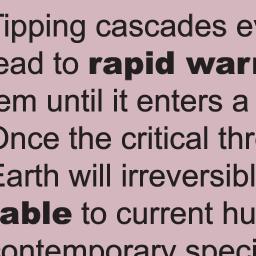 Tipping cascades ev
ead to rapid warr
em until it enters a
Once the critical thr
Earth will irreversibl
able to current hu
contemporary speci